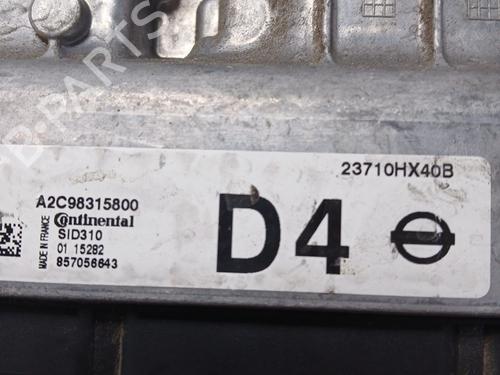 23710HX40B
A2C98315800
Continental
SID310
01 15282
857056643
MADE IN FRANCE
D4